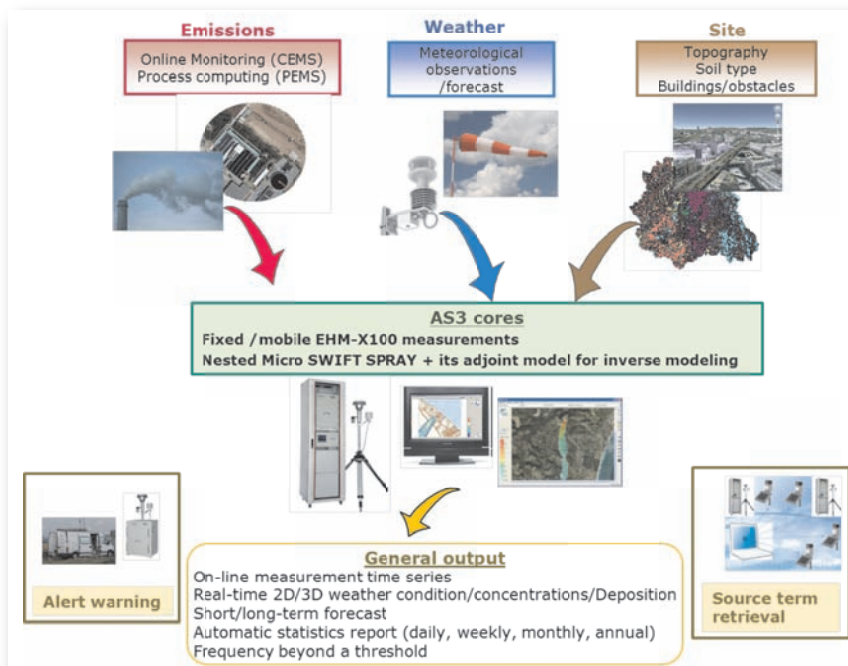 Emissions
Online Monitoring (CEMS)
Process computing (PEMS)
Weather
Meteorological
observations
/forecast
Site
Topography
Soil type
Buildings/obstacles
AS3 cores
Fixed /mobile EHM-X100 measurements
Nested Micro SWIFT SPRAY + its adjoint model for inverse modeling
Alert warning
General output
On-line measurement time series
Real-time 2D/3D weather condition/concentrations/Deposition
Short/long-term forecast
Automatic statistics report (daily, weekly, monthly, annual)
Frequency beyond a threshold
Source term
retrieval